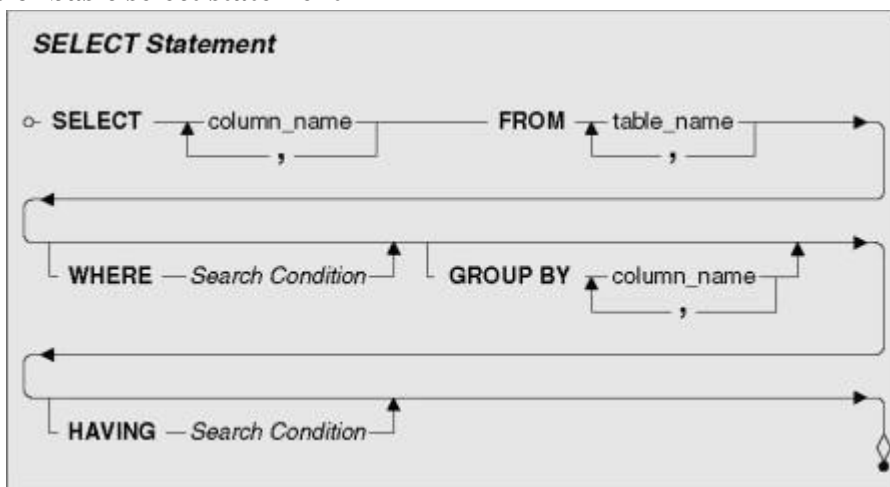 SELECT Statement
SELECT column_name FROM table_name
, ,
WHERE Search Condition GROUP BY column_name
,
HAVING Search Condition